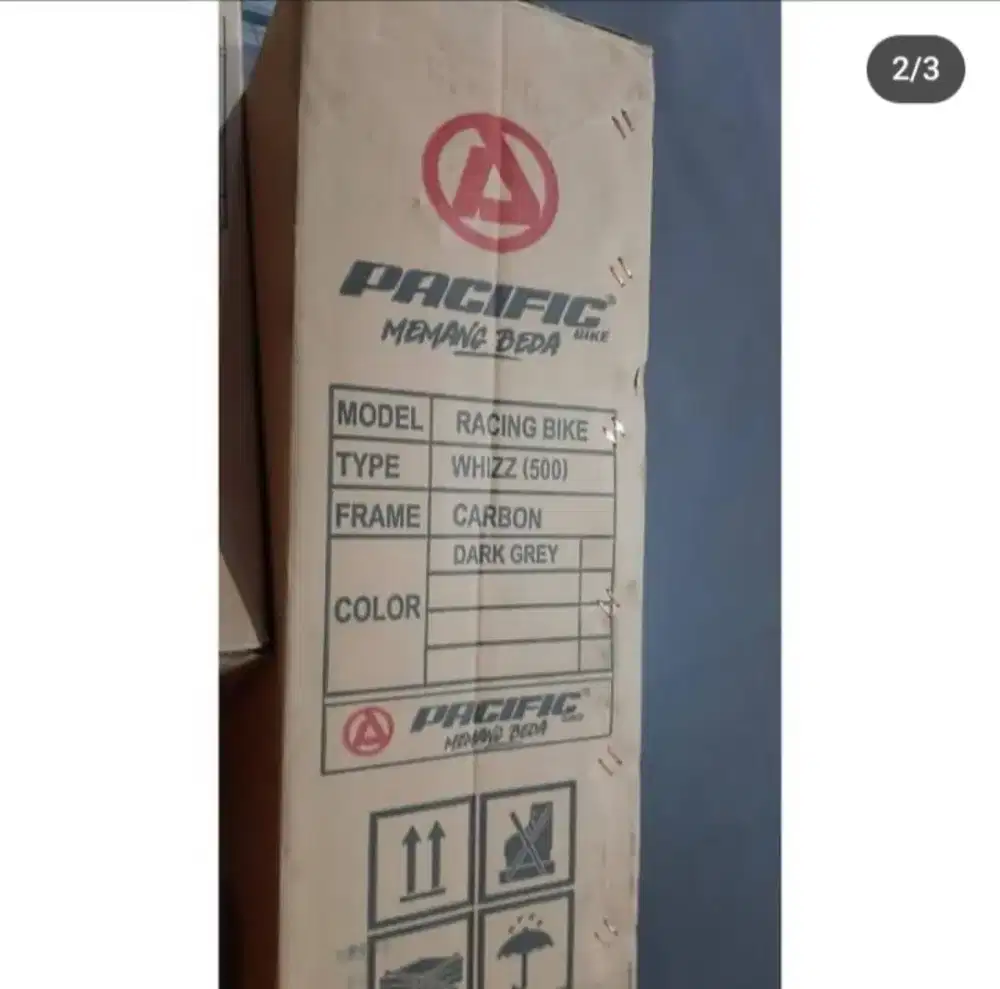 2/3
PACIFIC
BIKE
MEMANG BEDA
MODEL RACING BIKE
TYPE WHIZZ (500)
FRAME CARBON
COLOR DARK GREY
PACIFIC
BIKE
MEMANG BEDA